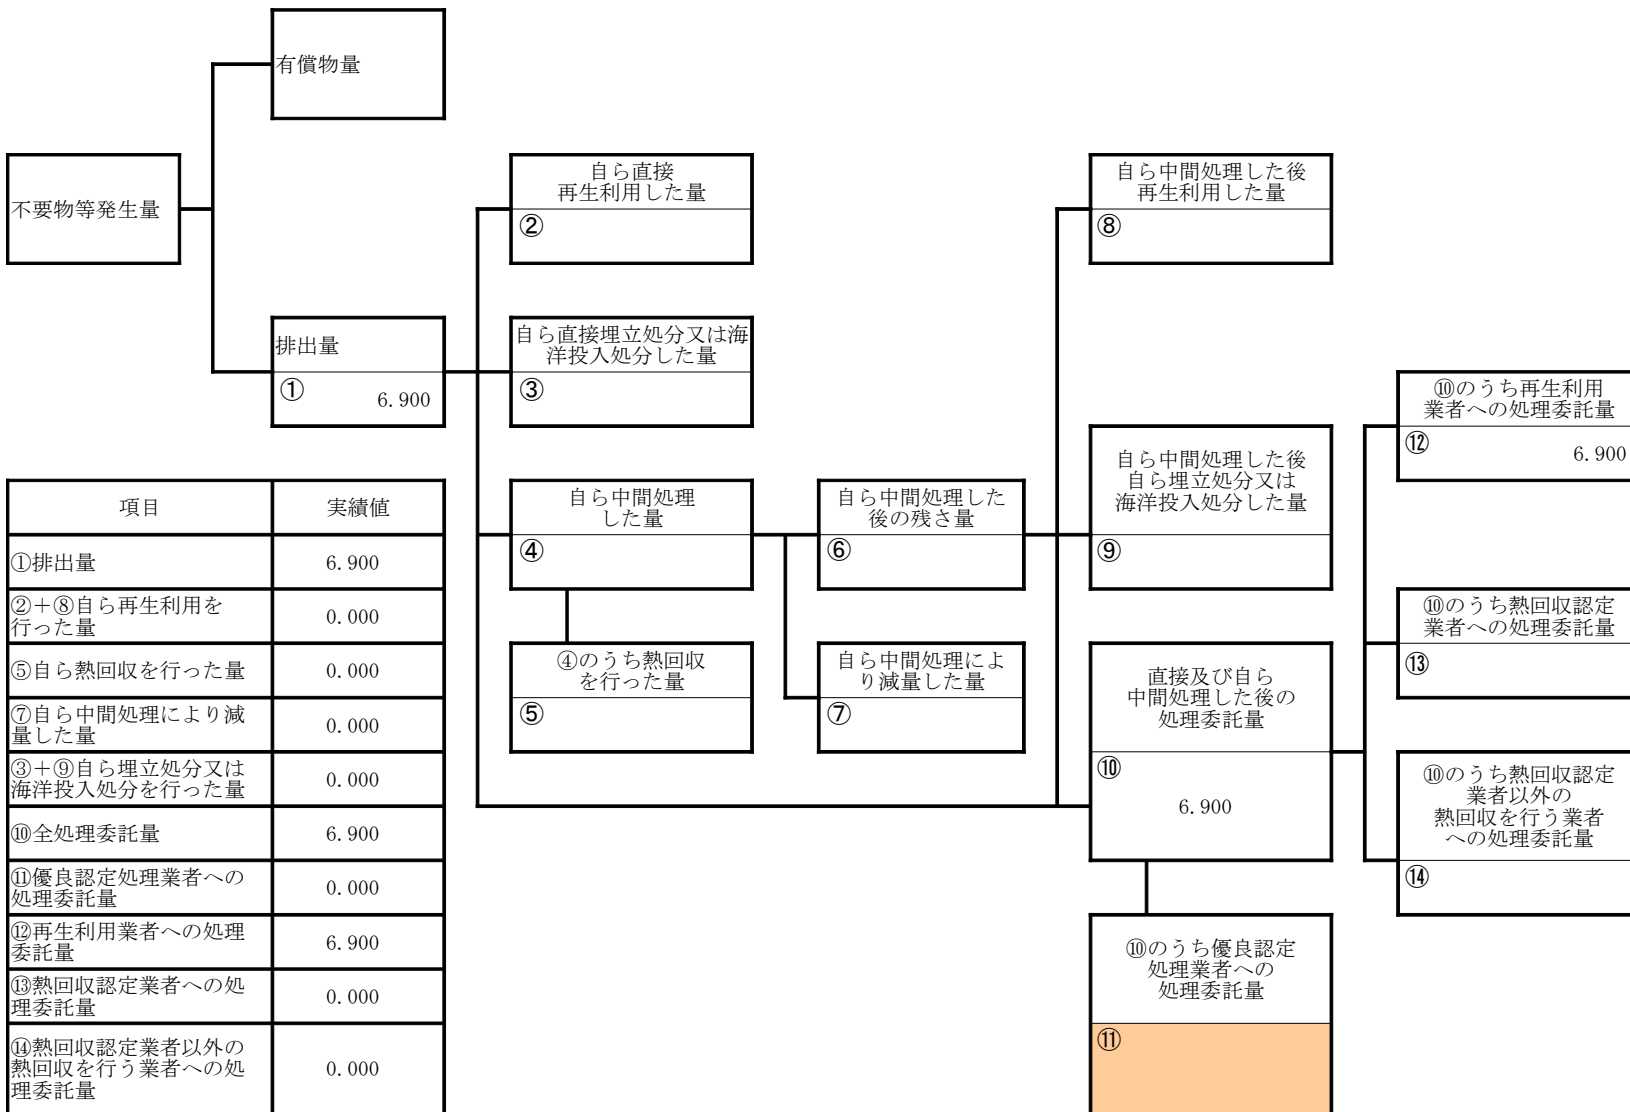 有償物量
不要物等発生量
自ら直接
再生利用した量
②
自ら中間処理した後
再生利用した量
⑧
排出量
①
6.900
自ら直接埋立処分又は海
洋投入処分した量
③
⑩のうち再生利用
業者への処理委託量
⑫
6.900
自ら中間処理
した量
④
自ら中間処理した
後の残さ量
⑥
自ら中間処理した後
自ら埋立処分又は
海洋投入処分した量
⑨
⑩のうち熱回収認定
業者への処理委託量
⑬
④のうち熱回収
を行った量
⑤
自ら中間処理によ
り減量した量
⑦
直接及び自ら
中間処理した後の
処理委託量
⑩
6.900
⑩のうち熱回収認定
業者以外の
熱回収を行う業者
への処理委託量
⑭
⑩のうち優良認定
処理業者への
処理委託量
⑪
項目 実績値
①排出量 6.900
②+⑧自ら再生利用を
行った量 0.000
⑤自ら熱回収を行った量 0.000
⑦自ら中間処理により減
量した量 0.000
③+⑨自ら埋立処分又は
海洋投入処分を行った量 0.000
⑩全処理委託量 6.900
⑪優良認定処理業者への
処理委託量 0.000
⑫再生利用業者への処理
委託量 6.900
⑬熱回収認定業者への処
理委託量 0.000
⑭熱回収認定業者以外の
熱回収を行う業者への処
理委託量 0.000